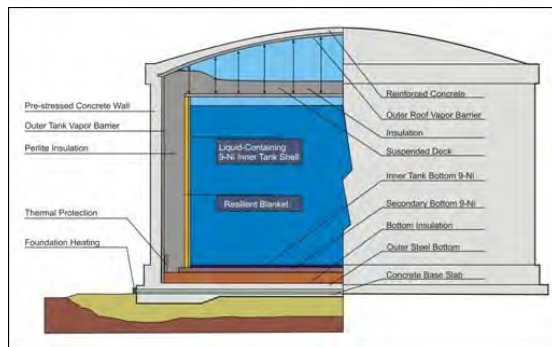 Pre-stressed Concrete Wall
Outer Tank Vapor Barrier
Perlite Insulation
Thermal Protection
Foundation Heating
Liquid-Containing
9-Ni Inner Tank Shell
Resilient Blanket
Reinforced Concrete
Outer Roof Vapor Barrier
Insulation
Suspended Deck
Inner Tank Bottom 9-Ni
Secondary Bottom 9-Ni
Bottom Insulation
Outer Steel Bottom
Concrete Base Slab